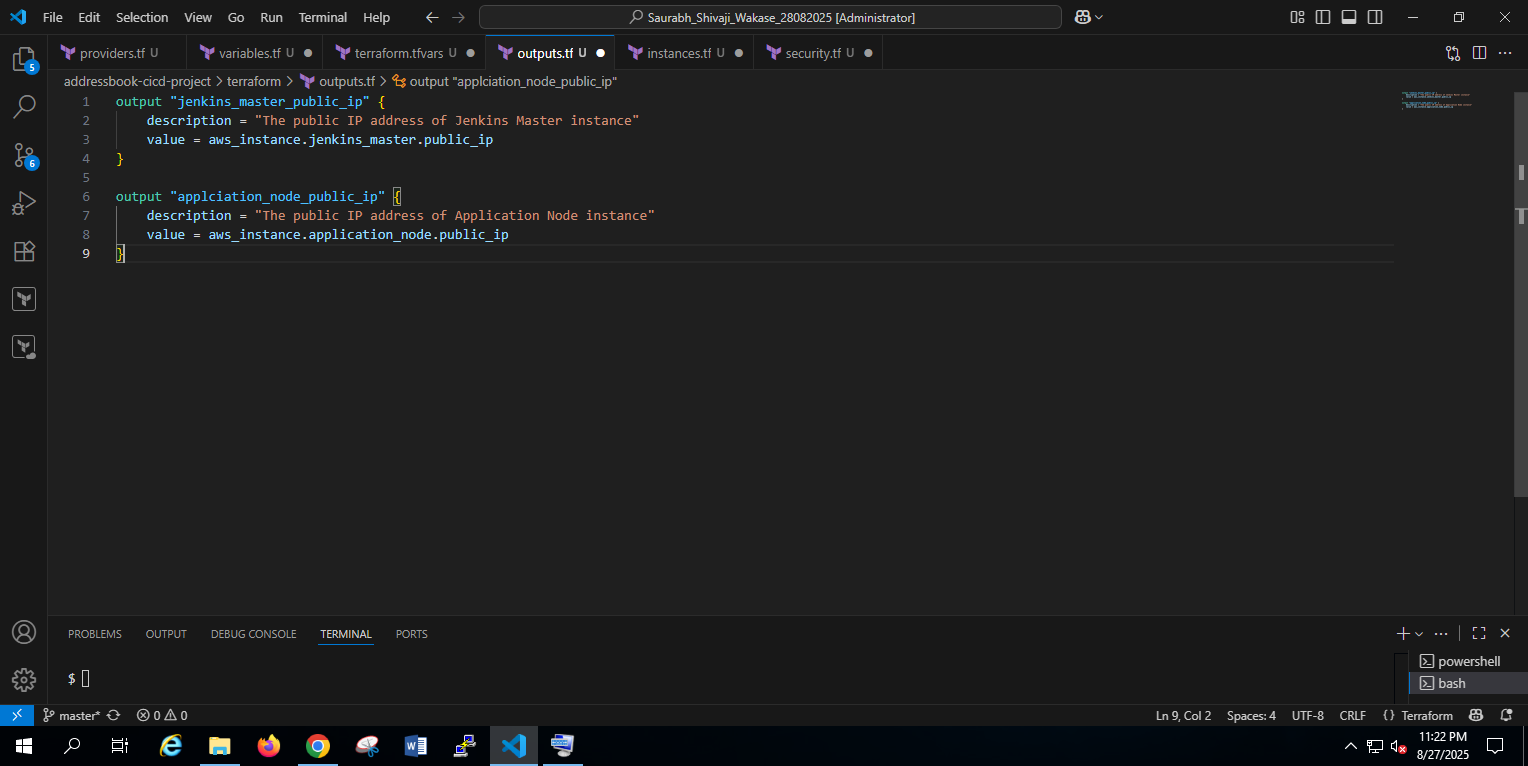 File Edit Selection View Go Run Terminal Help
Saurabh_Shivaji_Wakase_28082025 [Administrator]
providers.tf U
variables.tf U
terraform.tfvars U
outputs.tf U
instances.tf U
security.tf U
addressbook-cicd-project > terraform > outputs.tf > output "applciation_node_public_ip"
1 output "jenkins_master_public_ip" {
2 description = "The public IP address of Jenkins Master instance"
3 value = aws_instance.jenkins_master.public_ip
4 }
5
6 output "applciation_node_public_ip" {
7 description = "The public IP address of Application Node instance"
8 value = aws_instance.application_node.public_ip
9 }
5
6
PROBLEMS OUTPUT DEBUG CONSOLE TERMINAL PORTS
$
powershell
bash
master* 0 0
Ln 9, Col 2 Spaces: 4 UTF-8 CRLF {} Terraform
11:22 PM
8/27/2025